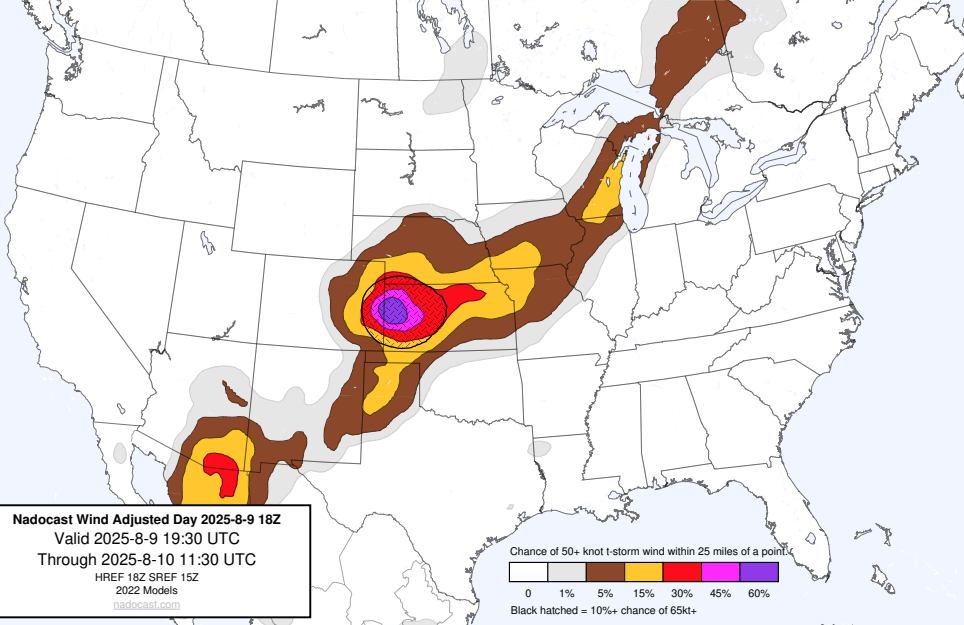 Nadocast Wind Adjusted Day 2025-8-9 18Z
Valid 2025-8-9 19:30 UTC
Through 2025-8-10 11:30 UTC
HREF 18Z SREF 15Z
2022 Models
nadocast.com
Chance of 50+ knot t-storm wind within 25 miles of a point.
0 1% 5% 15% 30% 45% 60%
Black hatched = 10%+ chance of 65kt+